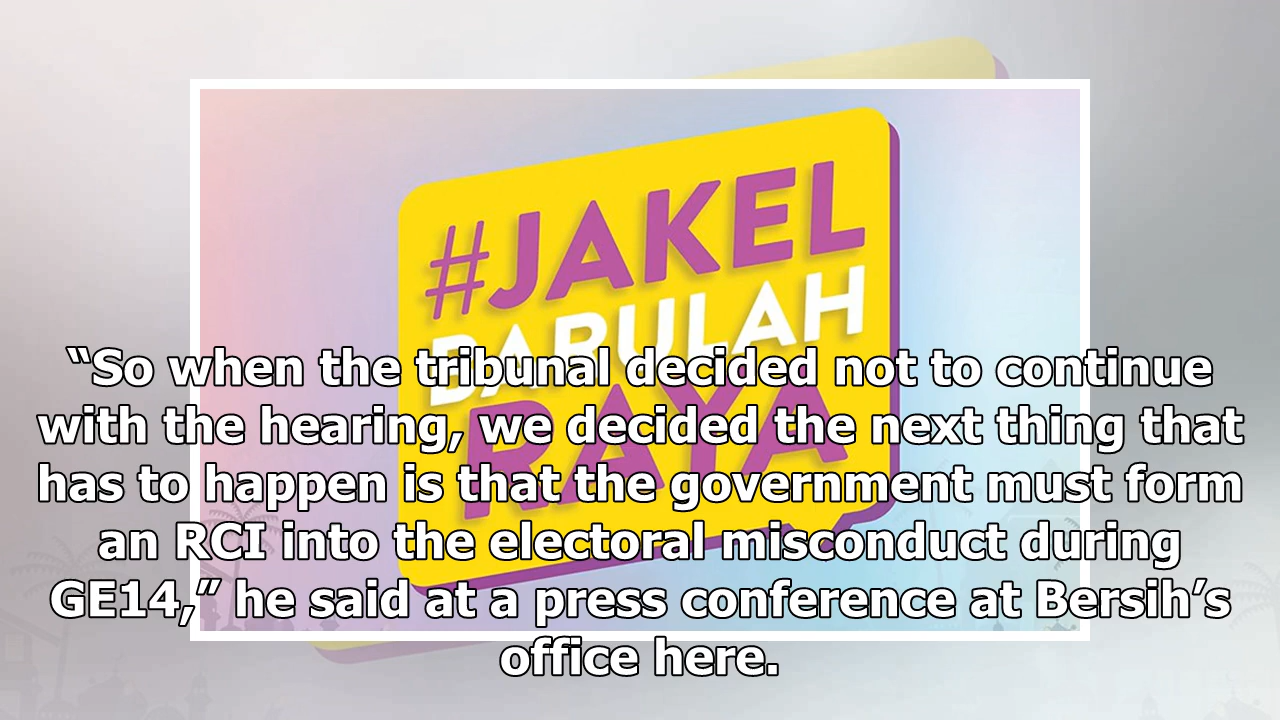 #JAKEL
BARULAH
RAYA
“So when the tribunal decided not to continue
with the hearing, we decided the next thing that
has to happen is that the government must form
an RCI into the electoral misconduct during
GE14,” he said at a press conference at Bersih’s
office here.